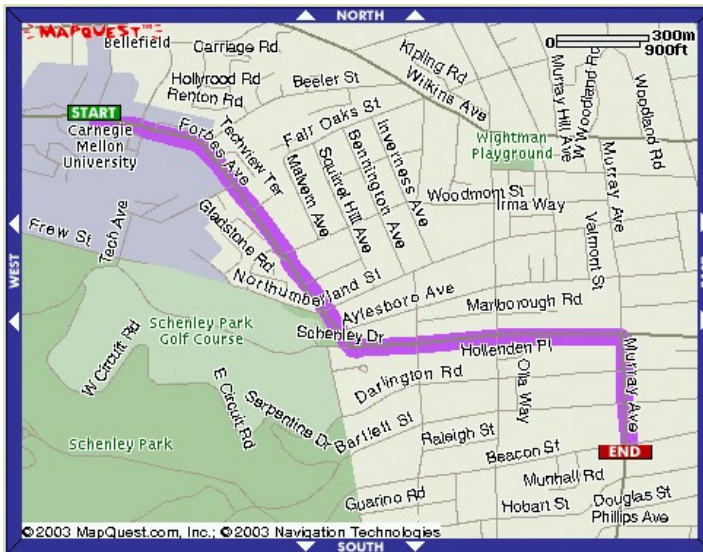 NORTH
MAPQUEST
300m
900ft
0
Bellefield
Carriage Rd
Kipling Rd
Wilkins Ave
Hollyrood Rd
Renton Rd
Beeler St
Murray Hill Ave
Woodland Rd
Woodland Rd
START
Carnegie
Mellon
University
Forbes Ave
Techview Ter
Fair Oaks St
Malvern Ave
Squirrel Hill Ave
Bennington Ave
Inverness Ave
Wightman
Playground
Murray Ave
Woodmont St
Irma Way
Valmont St
Frew St
Tech Ave
Gladstone Rd
Northumberland St
WEST
Aylesboro Ave
Marlborough Rd
Schenley Park
Golf Course
Schenley Dr
Hollenden Pl
Murray Ave
W Circuit Rd
E Circuit Rd
Serpentine Dr
Darlington Rd
Olla Way
Bartlett St
Raleigh St
Beacon St
END
Schenley Park
Munhall Rd
Guarino Rd
Hobart St
Douglas St
Phillips Ave
©2003 MapQuest.com, Inc.; ©2003 Navigation Technologies
SOUTH